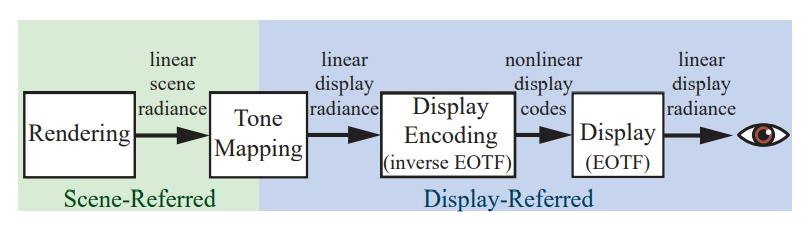 linear
scene
radiance
linear
display
radiance
nonlinear
display
codes
linear
display
radiance
Rendering
Tone
Mapping
Display
Encoding
(inverse EOTF)
Display
(EOTF)
Scene-Referred
Display-Referred